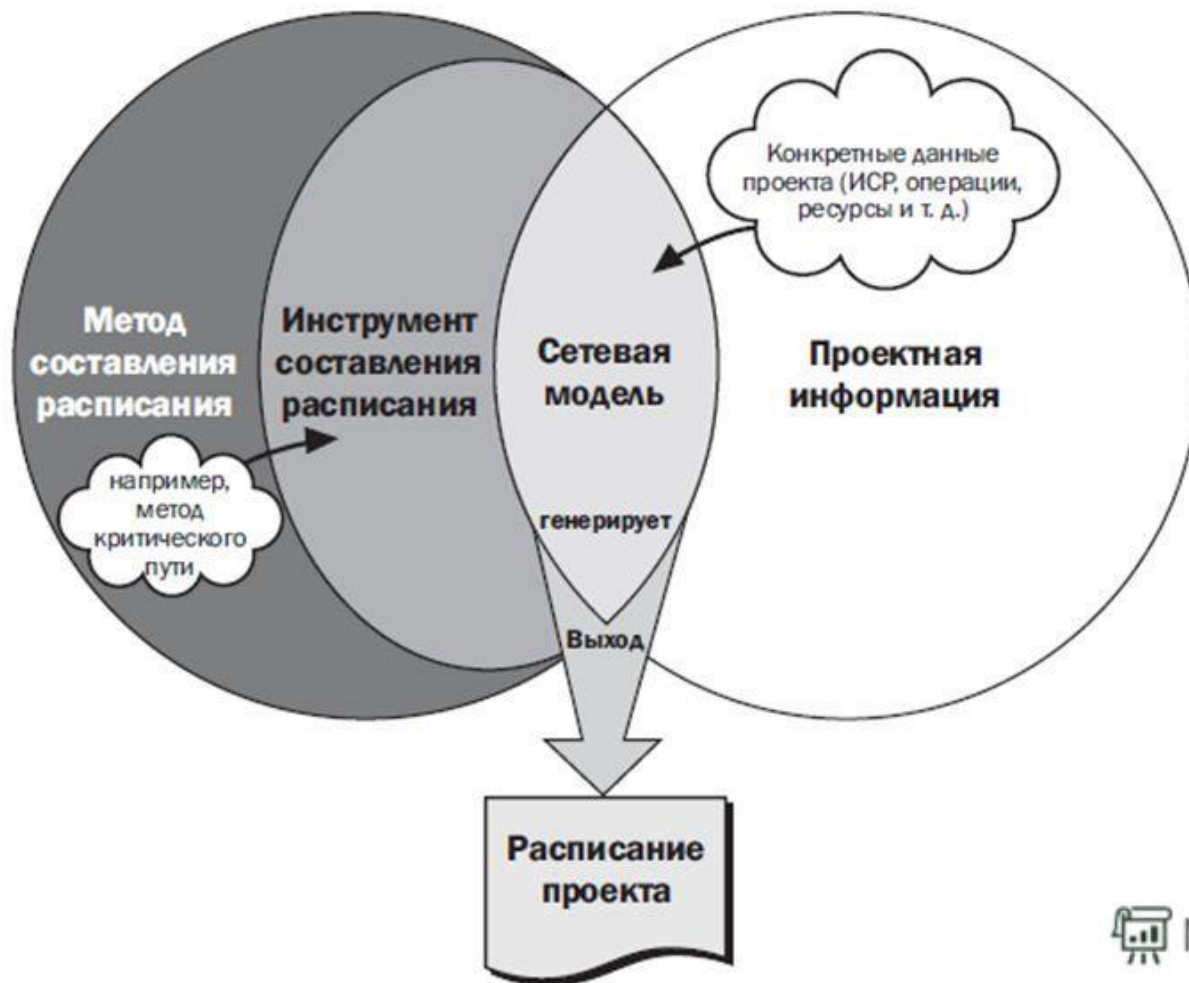 Конкретные данные
проекта (ИСР, операции,
ресурсы и т. д.)
Метод
составления
расписания
Инструмент
составления
расписания
Сетевая
модель
Проектная
информация
например,
метод
критического
пути
генерирует
Выход
Расписание
проекта